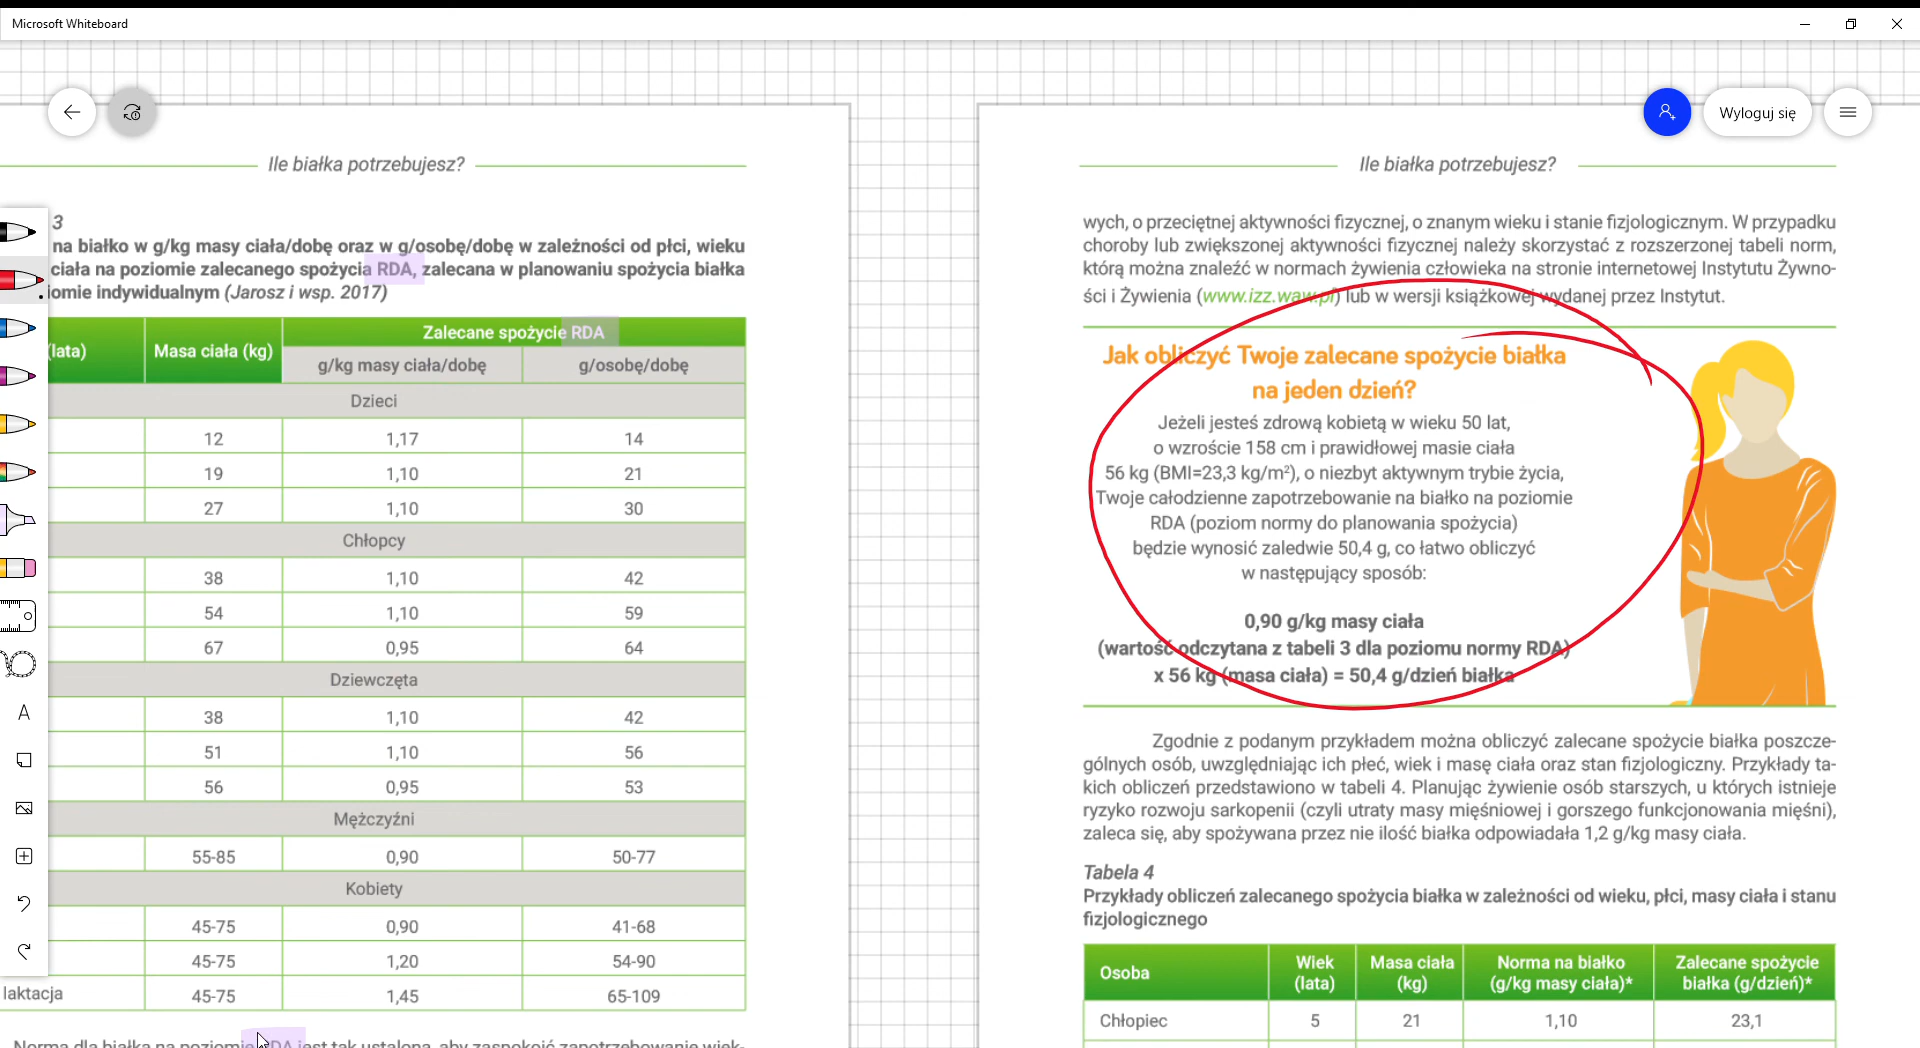 Microsoft Whiteboard
Wyloguj się
Ile białka potrzebujesz?
3
na białko w g/kg masy ciała/dobę oraz w g/osobę/dobę w zależności od płci, wieku
ciała na poziomie zalecanego spożycia RDA, zalecana w planowaniu spożycia białka
iomie indywidualnym (Jarosz i wsp. 2017)
(lata) Masa ciała (kg) Zalecane spożycie RDA
g/kg masy ciała/dobę g/osobę/dobę
Dzieci
12 1,17 14
19 1,10 21
27 1,10 30
Chłopcy
38 1,10 42
54 1,10 59
67 0,95 64
Dziewczęta
38 1,10 42
51 1,10 56
56 0,95 53
Mężczyźni
55-85 0,90 50-77
Kobiety
45-75 0,90 41-68
45-75 1,20 54-90
laktacja 45-75 1,45 65-109
Norma dla białka na poziomie RDA jest tak ustalona, aby zaspokoić zapotrzebowanie więk-
Ile białka potrzebujesz?
wych, o przeciętnej aktywności fizycznej, o znanym wieku i stanie fizjologicznym. W przypadku
choroby lub zwiększonej aktywności fizycznej należy skorzystać z rozszerzonej tabeli norm,
którą można znaleźć w normach żywienia człowieka na stronie internetowej Instytutu Żywno-
ści i Żywienia (www.izz.waw.pl) lub w wersji książkowej wydanej przez Instytut.
Jak obliczyć Twoje zalecane spożycie białka
na jeden dzień?
Jeżeli jesteś zdrową kobietą w wieku 50 lat,
o wzroście 158 cm i prawidłowej masie ciała
56 kg (BMI=23,3 kg/m²), o niezbyt aktywnym trybie życia,
Twoje całodzienne zapotrzebowanie na białko na poziomie
RDA (poziom normy do planowania spożycia)
będzie wynosić zaledwie 50,4 g, co łatwo obliczyć
w następujący sposób:
0,90 g/kg masy ciała
(wartość odczytana z tabeli 3 dla poziomu normy RDA)
x 56 kg (masa ciała) = 50,4 g/dzień białka
Zgodnie z podanym przykładem można obliczyć zalecane spożycie białka poszcze-
gólnych osób, uwzględniając ich płeć, wiek i masę ciała oraz stan fizjologiczny. Przykłady ta-
kich obliczeń przedstawiono w tabeli 4. Planując żywienie osób starszych, u których istnieje
ryzyko rozwoju sarkopenii (czyli utraty masy mięśniowej i gorszego funkcjonowania mięśni),
zaleca się, aby spożywana przez nie ilość białka odpowiadała 1,2 g/kg masy ciała.
Tabela 4
Przykłady obliczeń zalecanego spożycia białka w zależności od wieku, płci, masy ciała i stanu
fizjologicznego
Osoba Wiek (lata) Masa ciała (kg) Norma na białko (g/kg masy ciała)* Zalecane spożycie białka (g/dzień)*
Chłopiec 5 21 1,10 23,1